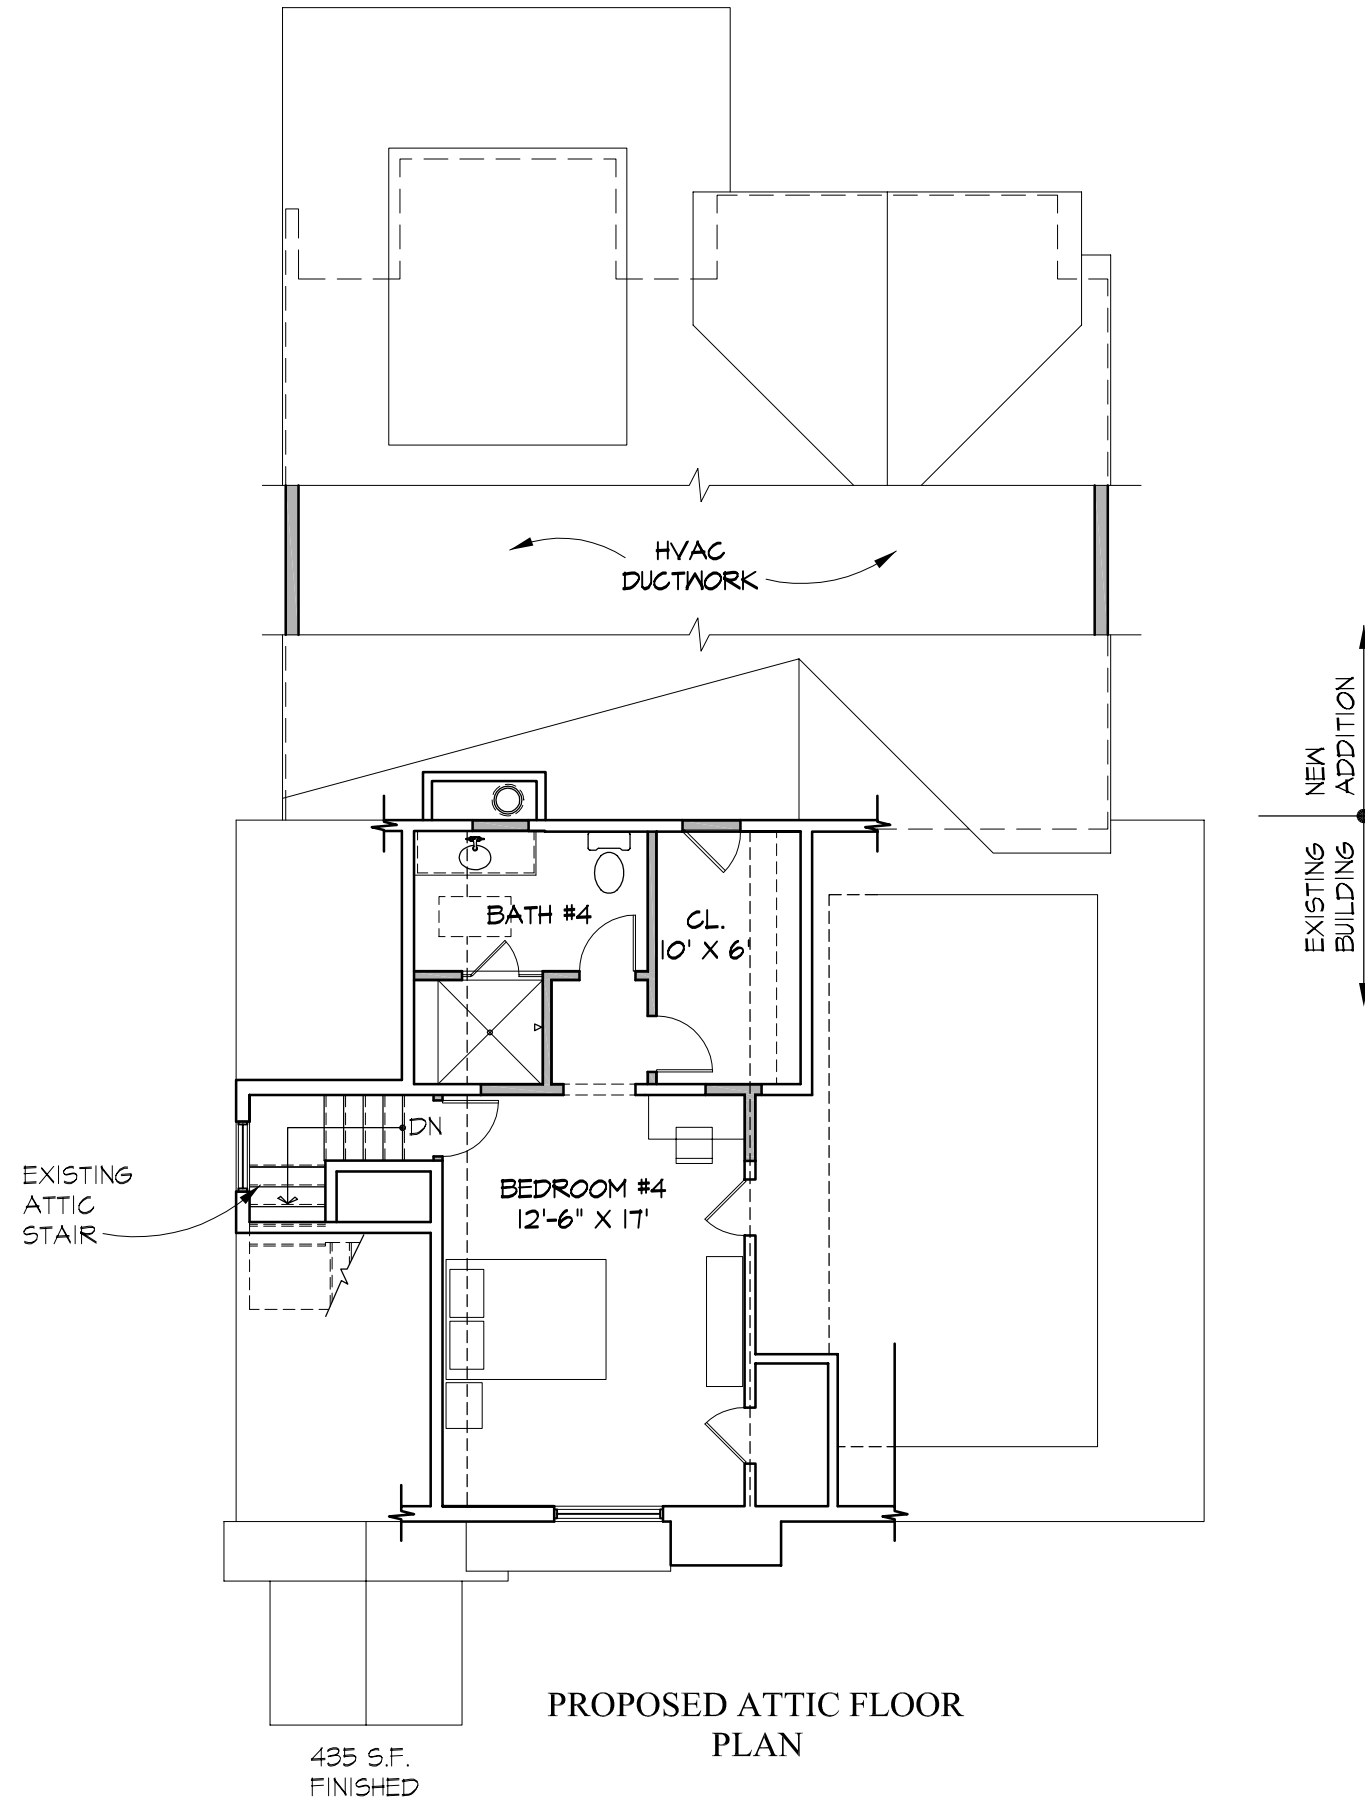 HVAC
DUCTWORK
NEW
ADDITION
EXISTING
BUILDING
BATH #4
CL.
10' X 6'
DN
EXISTING
ATTIC
STAIR
BEDROOM #4
12'-6" X 17'
PROPOSED ATTIC FLOOR
PLAN
435 S.F.
FINISHED